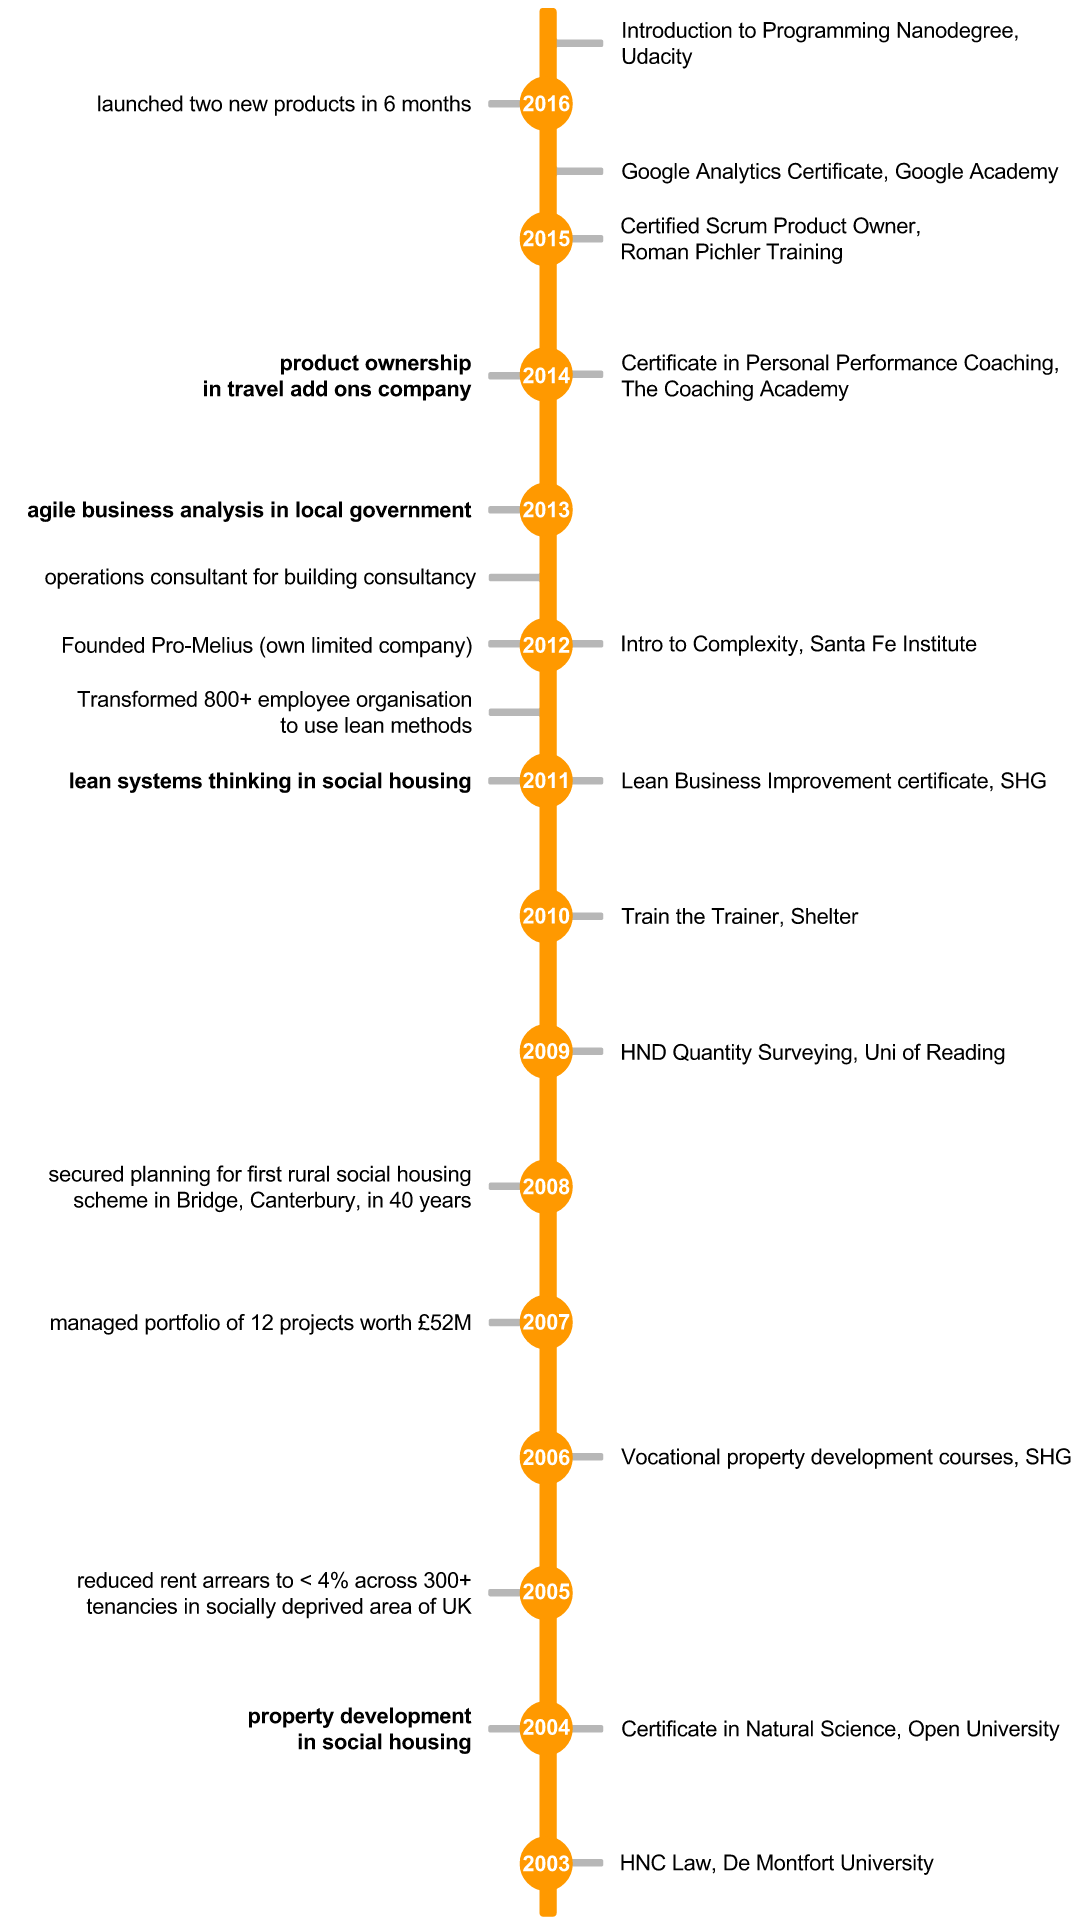 Introduction to Programming Nanodegree,
Udacity
launched two new products in 6 months
2016
Google Analytics Certificate, Google Academy
2015
Certified Scrum Product Owner,
Roman Pichler Training
product ownership
in travel add ons company
2014
Certificate in Personal Performance Coaching,
The Coaching Academy
agile business analysis in local government
2013
operations consultant for building consultancy
Founded Pro-Melius (own limited company)
2012
Intro to Complexity, Santa Fe Institute
Transformed 800+ employee organisation
to use lean methods
lean systems thinking in social housing
2011
Lean Business Improvement certificate, SHG
2010
Train the Trainer, Shelter
2009
HND Quantity Surveying, Uni of Reading
secured planning for first rural social housing
scheme in Bridge, Canterbury, in 40 years
2008
managed portfolio of 12 projects worth £52M
2007
2006
Vocational property development courses, SHG
reduced rent arrears to < 4% across 300+
tenancies in socially deprived area of UK
2005
property development
in social housing
2004
Certificate in Natural Science, Open University
2003
HNC Law, De Montfort University